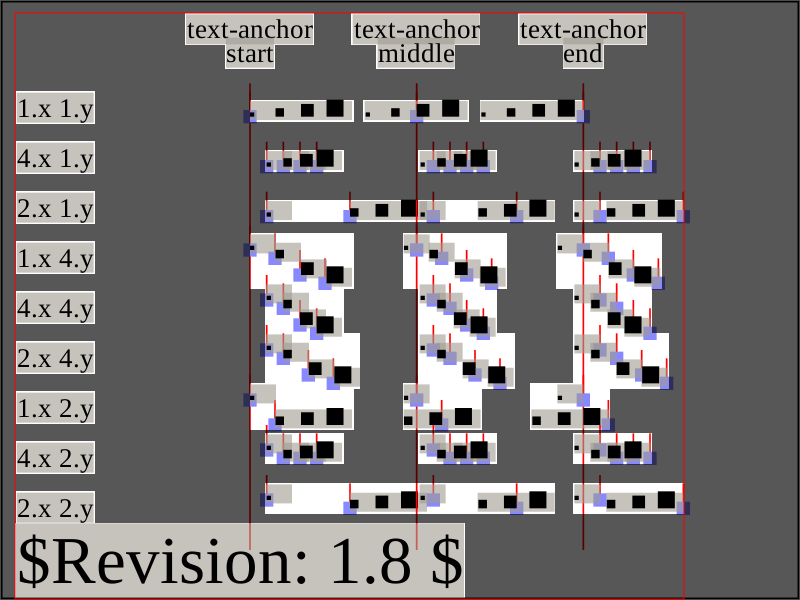 text-anchor text-anchor text-anchor
start middle end
1.x 1.y
4.x 1.y
2.x 1.y
1.x 4.y
4.x 4.y
2.x 4.y
1.x 2.y
4.x 2.y
2.x 2.y
$Revision: 1.8 $